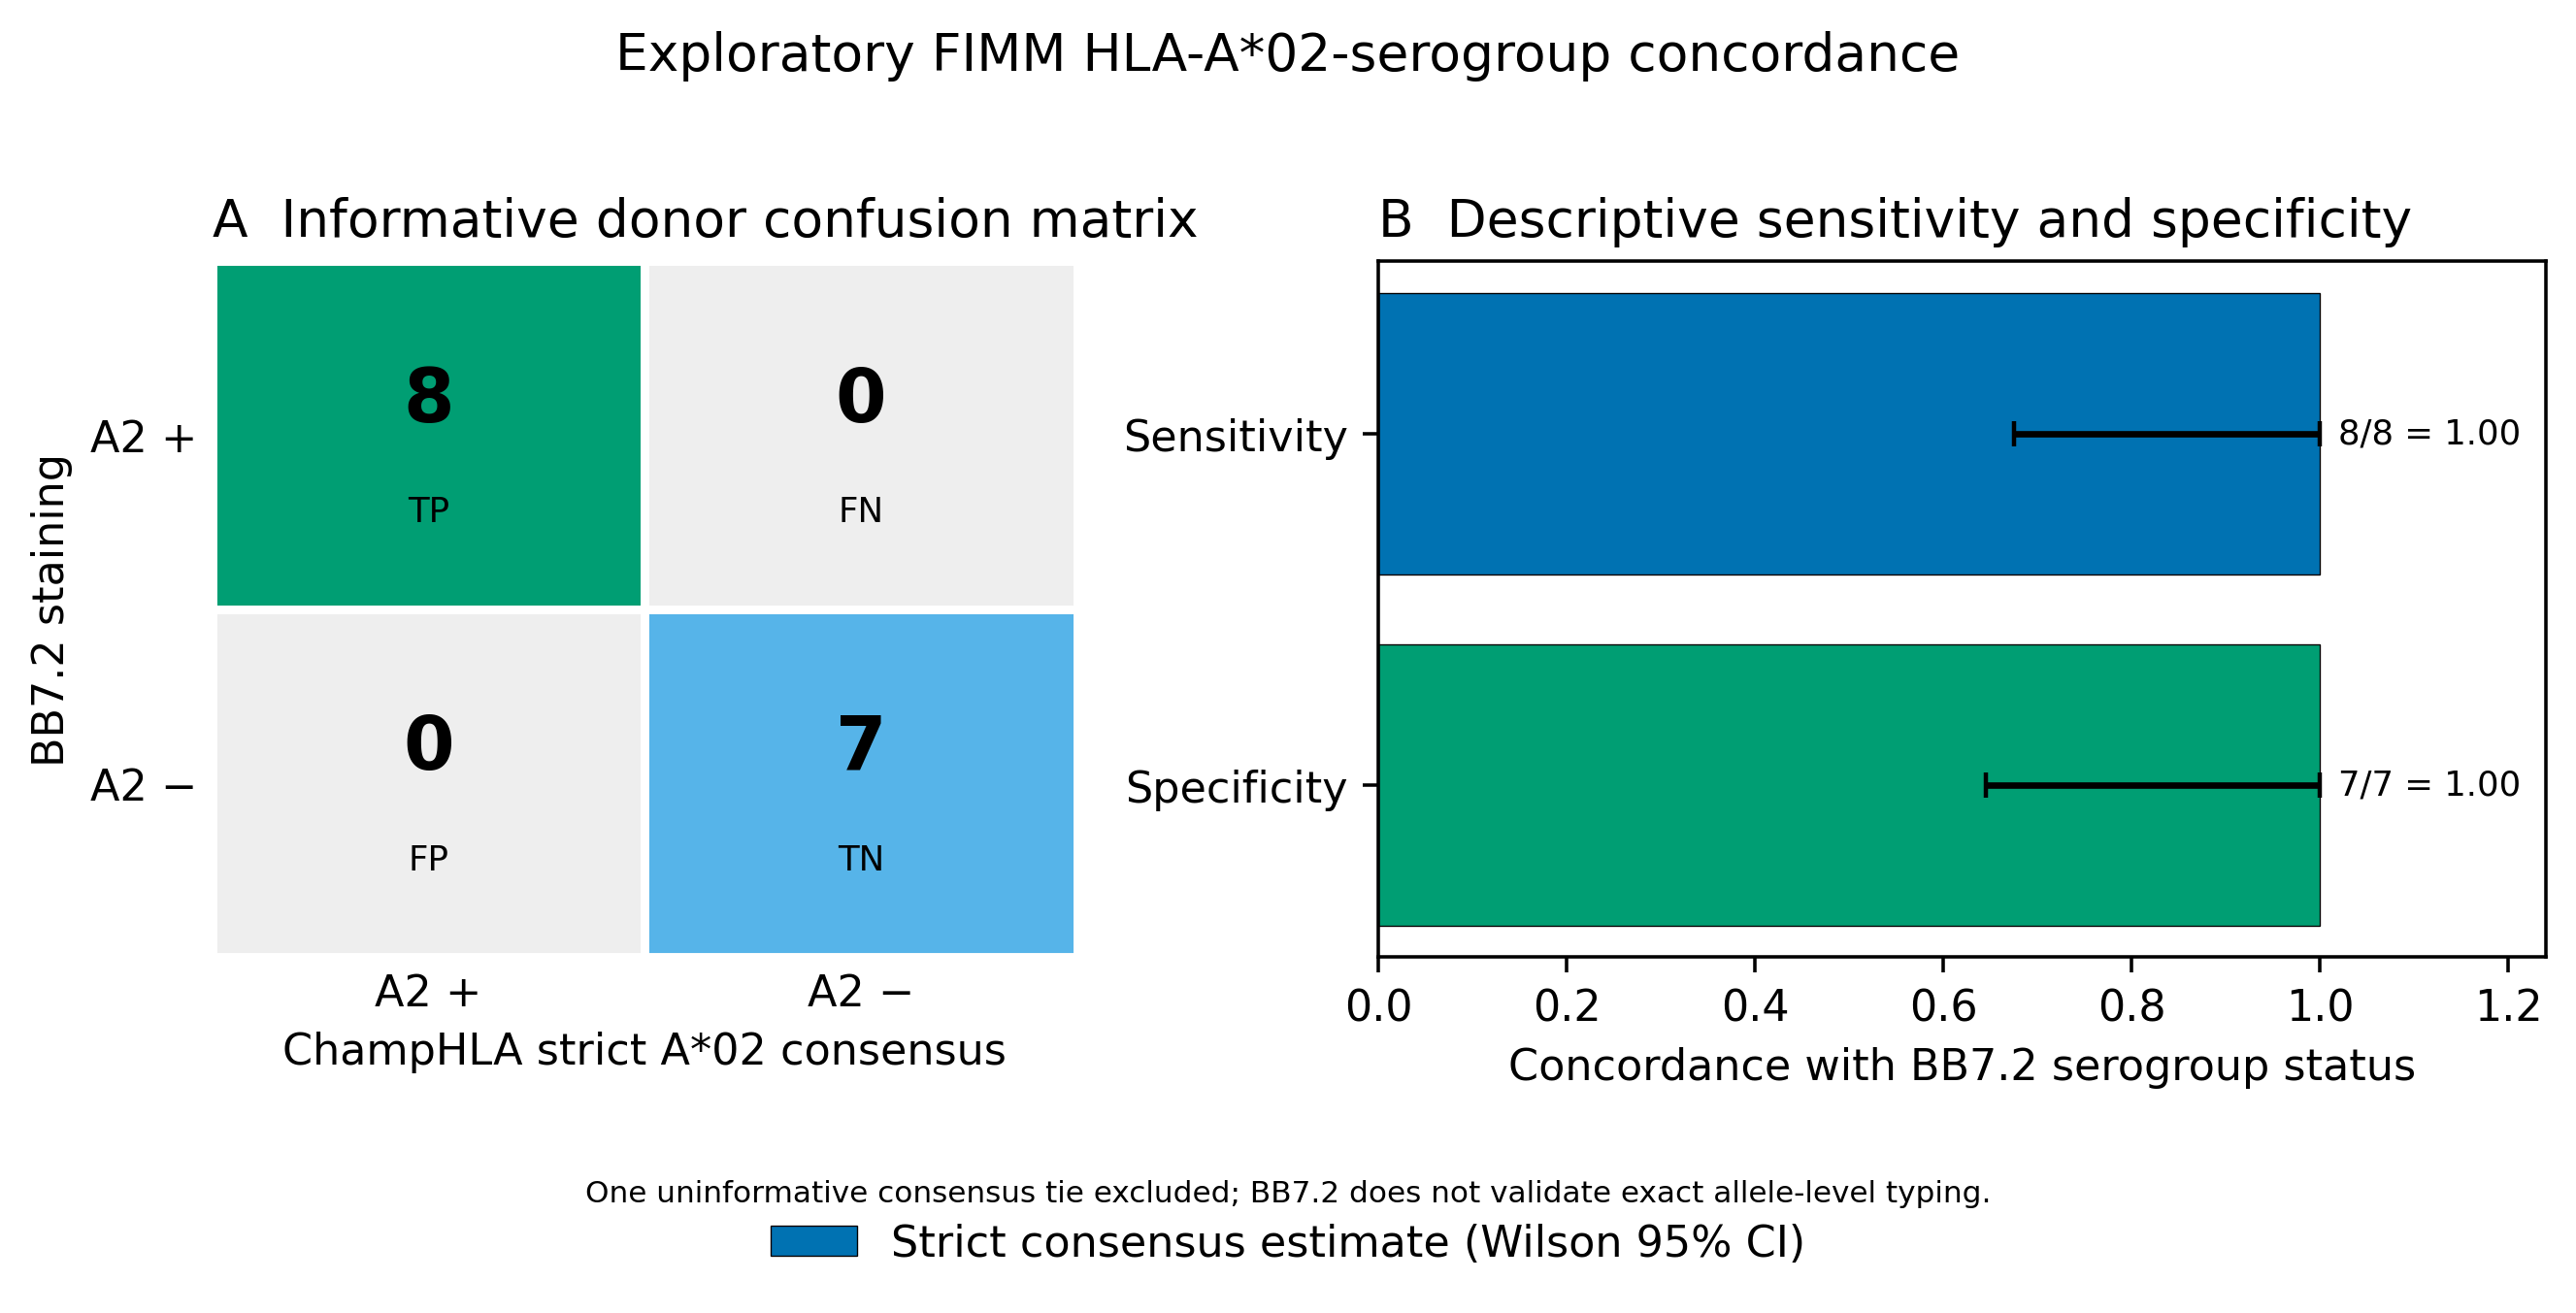 Exploratory FIMM HLA-A*02-serogroup concordance
A  Informative donor confusion matrix
BB7.2 staining
A2 +
A2 −
8
TP
0
FN
0
FP
7
TN
A2 +
A2 −
ChampHLA strict A*02 consensus
B  Descriptive sensitivity and specificity
Sensitivity
8/8 = 1.00
Specificity
7/7 = 1.00
0.0
0.2
0.4
0.6
0.8
1.0
1.2
Concordance with BB7.2 serogroup status
One uninformative consensus tie excluded; BB7.2 does not validate exact allele-level typing.
Strict consensus estimate (Wilson 95% CI)